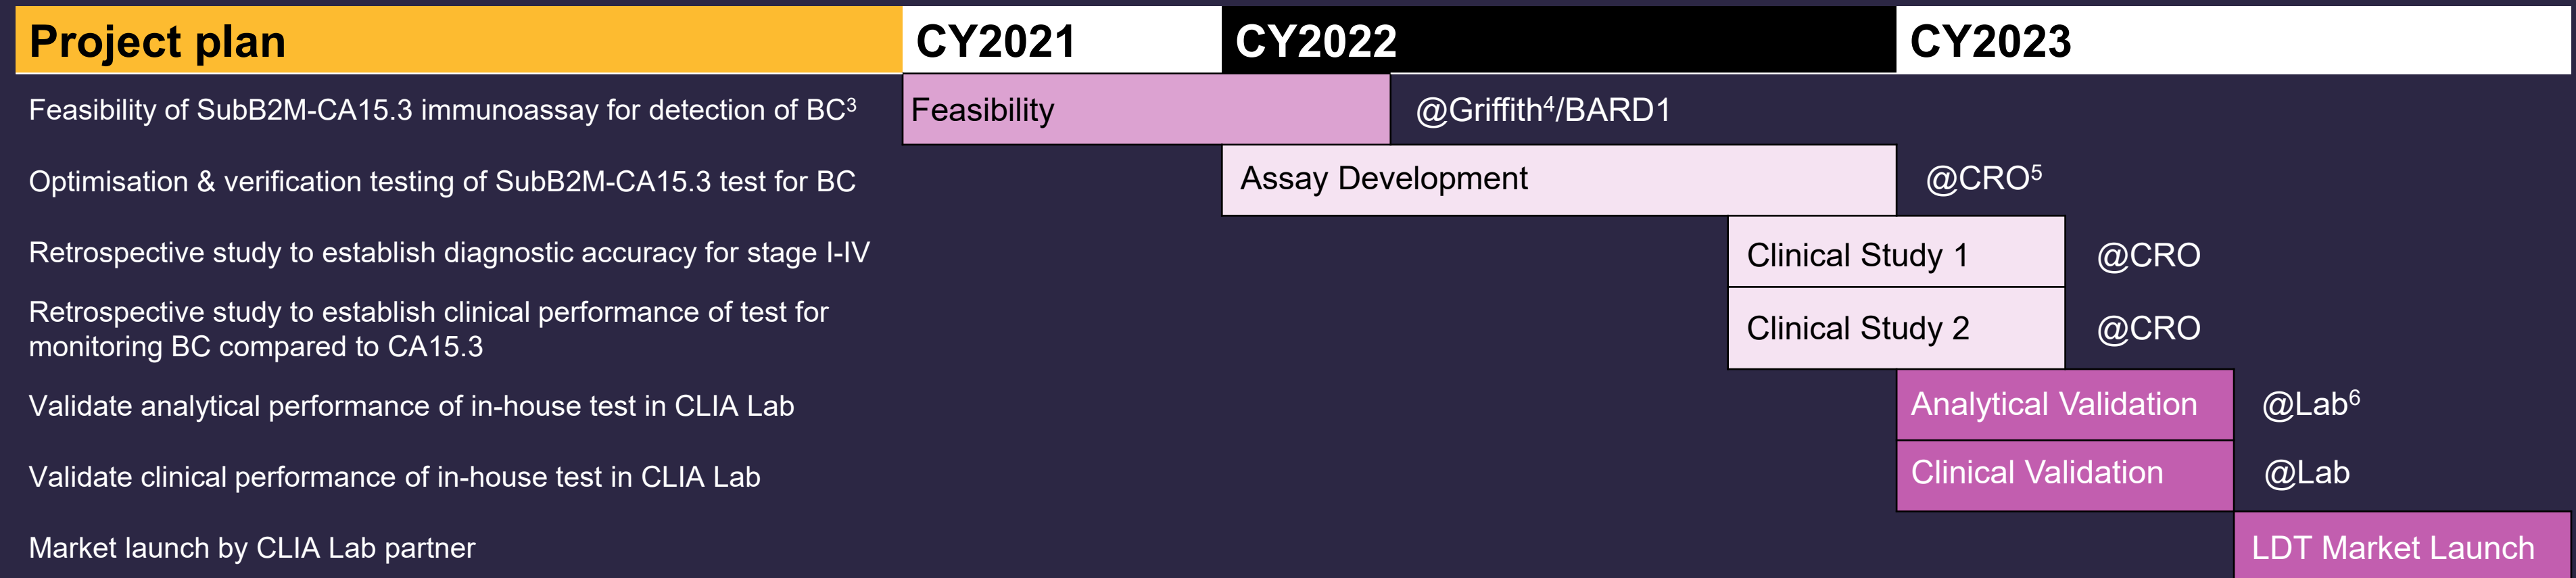 Project plan CY2021 CY2022 CY2023
Feasibility of SubB2M-CA15.3 immunoassay for detection of BC³ Feasibility @Griffith⁴/BARD1
Optimisation & verification testing of SubB2M-CA15.3 test for BC Assay Development @CRO⁵
Retrospective study to establish diagnostic accuracy for stage I-IV Clinical Study 1 @CRO
Retrospective study to establish clinical performance of test for
monitoring BC compared to CA15.3 Clinical Study 2 @CRO
Validate analytical performance of in-house test in CLIA Lab Analytical Validation @Lab⁶
Validate clinical performance of in-house test in CLIA Lab Clinical Validation @Lab
Market launch by CLIA Lab partner LDT Market Launch